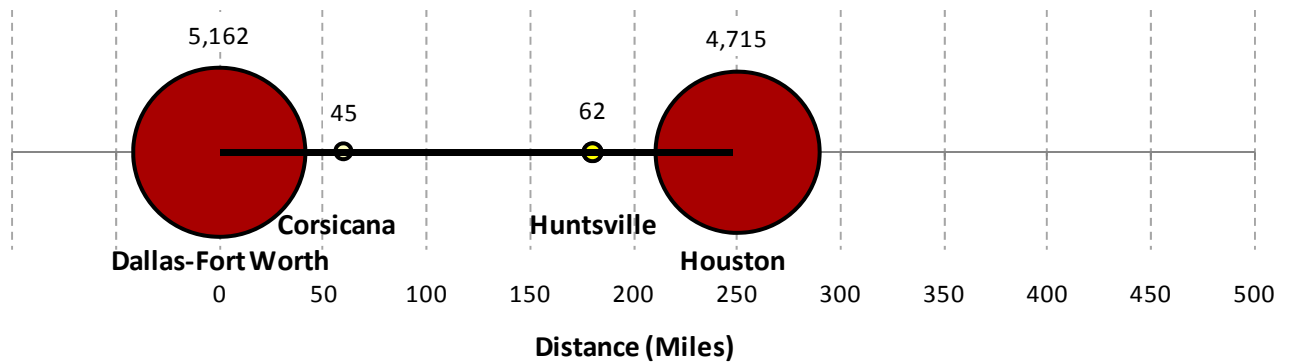 5,162
4,715
45
62
Corsicana
Huntsville
Dallas-Fort Worth
Houston
0 50 100 150 200 250 300 350 400 450 500
Distance (Miles)